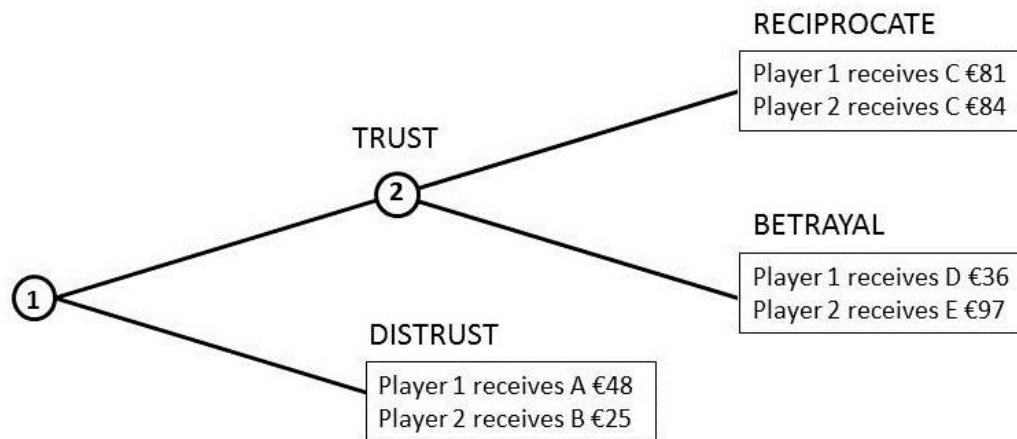 RECIPROCATE
Player 1 receives C €81
Player 2 receives C €84
TRUST
2
BETRAYAL
Player 1 receives D €36
Player 2 receives E €97
1
DISTRUST
Player 1 receives A €48
Player 2 receives B €25